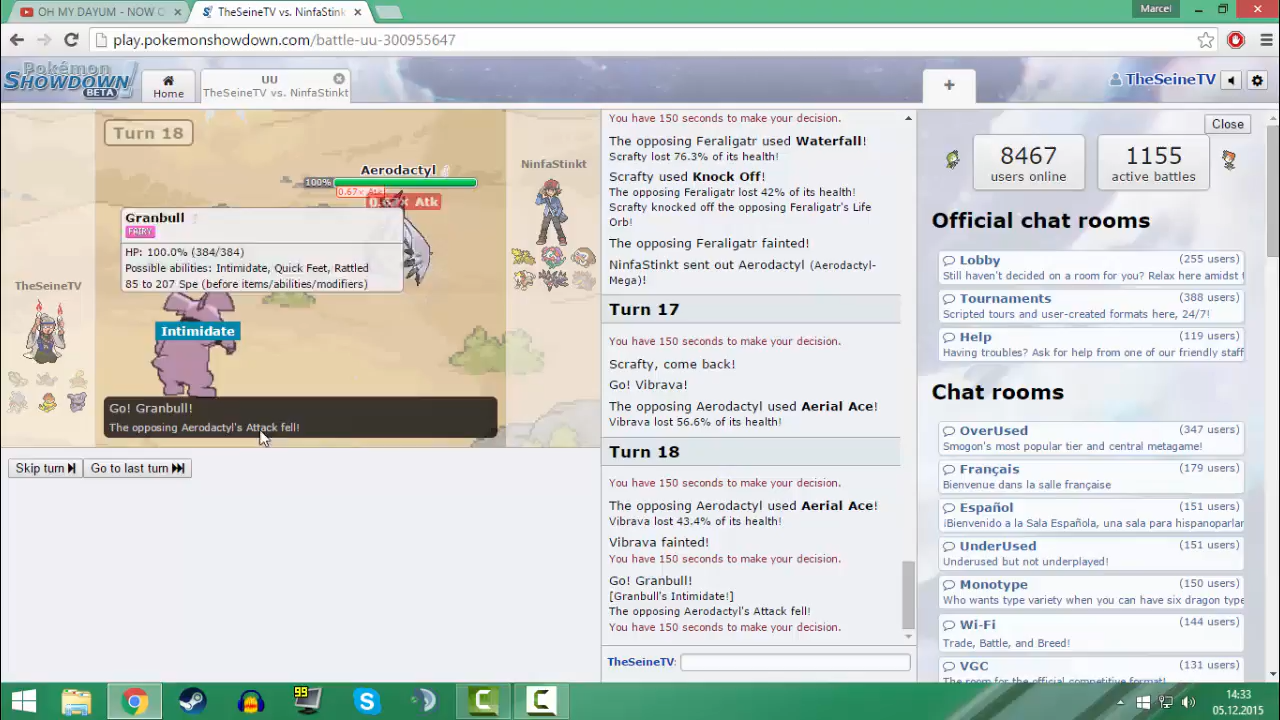 OH MY DAYUM - NOW C
TheSeineTV vs. NinfaStink
Marcel
play.pokemonshowdown.com/battle-uu-300955647
Pokémon
SHOWDOWN
BETA
Home
UU
TheSeineTV vs. NinfaStinkt
+
TheSeineTV
Turn 18
Aerodactyl
100%
0.67× Atk
Granbull
FAIRY
HP: 100.0% (384/384)
Possible abilities: Intimidate, Quick Feet, Rattled
85 to 207 Spe (before items/abilities/modifiers)
NinfaStinkt
TheSeineTV
Intimidate
Go! Granbull!
The opposing Aerodactyl's Attack fell!
Skip turn
Go to last turn
You have 150 seconds to make your decision.
The opposing Feraligatr used Waterfall!
Scrafty lost 76.3% of its health!
Scrafty used Knock Off!
The opposing Feraligatr lost 42% of its health!
Scrafty knocked off the opposing Feraligatr's Life
Orb!
The opposing Feraligatr fainted!
NinfaStinkt sent out Aerodactyl (Aerodactyl-
Mega)!
Turn 17
You have 150 seconds to make your decision.
Scrafty, come back!
Go! Vibrava!
The opposing Aerodactyl used Aerial Ace!
Vibrava lost 56.6% of its health!
Turn 18
You have 150 seconds to make your decision.
The opposing Aerodactyl used Aerial Ace!
Vibrava lost 43.4% of its health!
Vibrava fainted!
You have 150 seconds to make your decision.
Go! Granbull!
[Granbull's Intimidate!]
The opposing Aerodactyl's Attack fell!
You have 150 seconds to make your decision.
TheSeineTV:
Close
8467
users online
1155
active battles
Official chat rooms
Lobby
(255 users)
Still haven't decided on a room for you? Relax here amidst t
Tournaments
(388 users)
Scripted tours and user-created formats here, 24/7!
Help
(119 users)
Having troubles? Ask for help from one of our friendly staff
Chat rooms
OverUsed
(347 users)
Smogon's most popular tier and central metagame!
Français
(179 users)
Bienvenue dans la salle française
Español
(151 users)
¡Bienvenido a la Sala Española, una sala para hispanoparlan
UnderUsed
(151 users)
Underused but not underplayed!
Monotype
(150 users)
Who wants type variety when you can have six dragon type
Wi-Fi
(144 users)
Trade, Battle, and Breed!
VGC
(131 users)
The room for the official competitive format!
99
14:33
05.12.2015